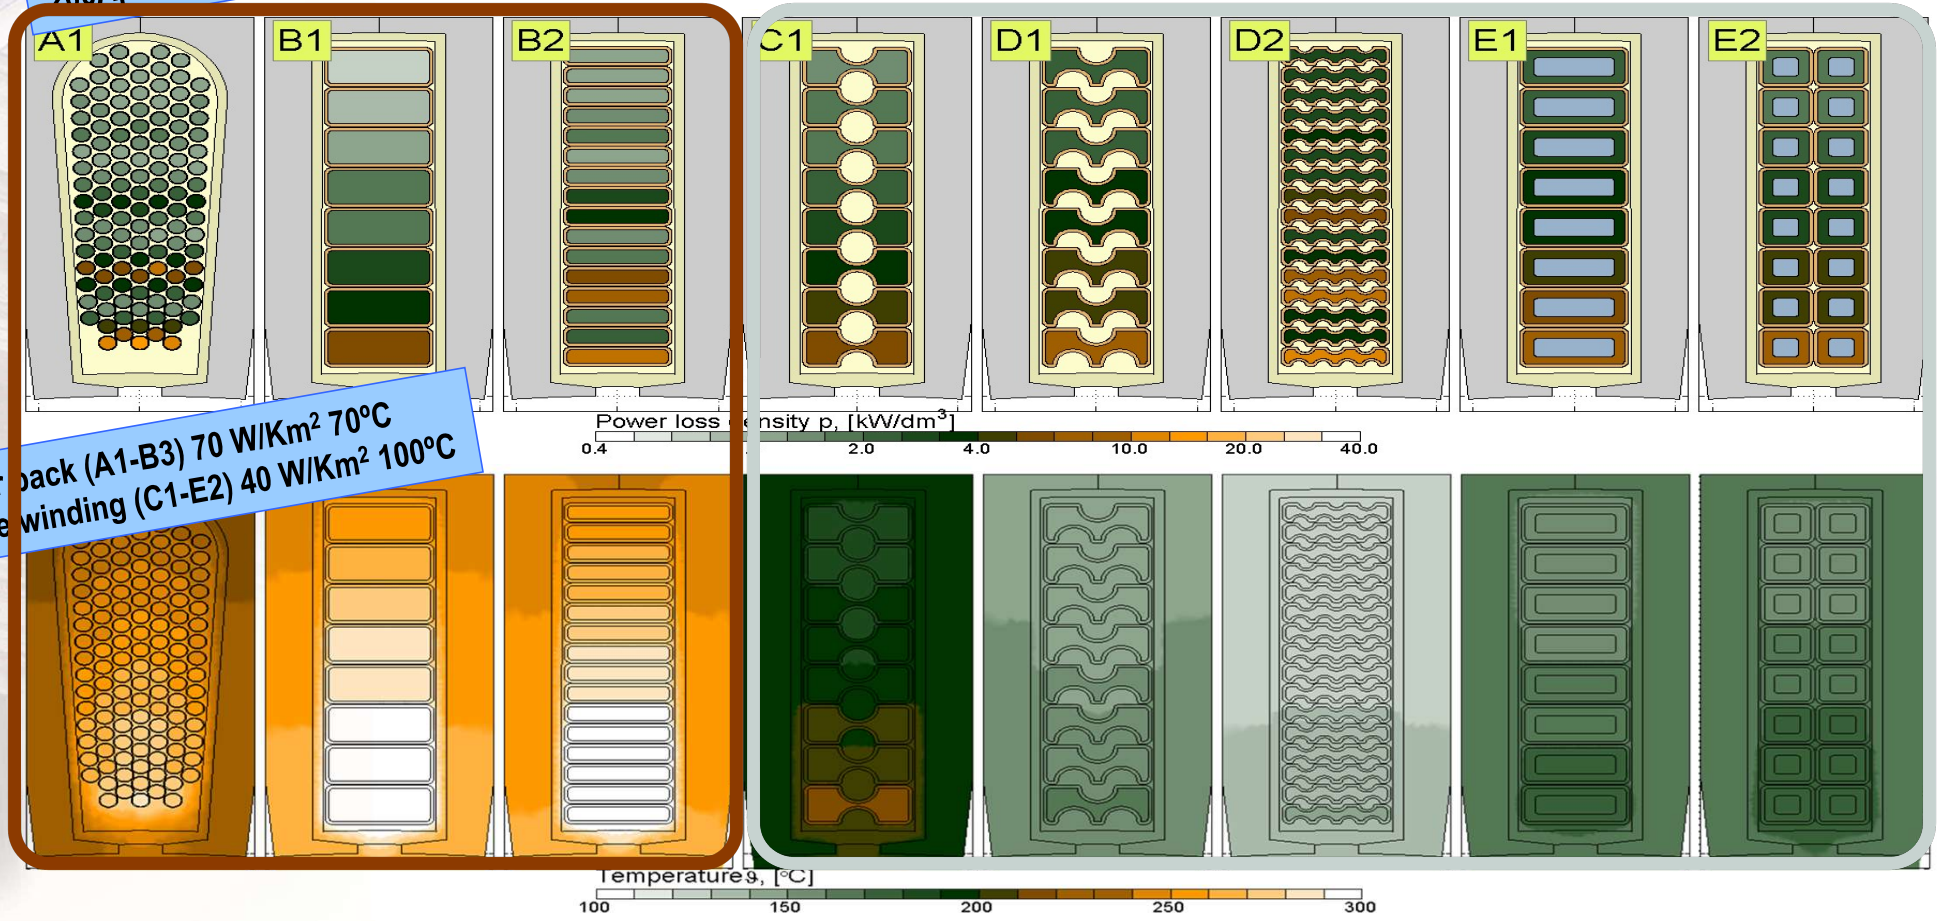 A1
B1
B2
C1
D1
D2
E1
E2
back (A1-B3) 70 W/Km² 70ºC
winding (C1-E2) 40 W/Km² 100ºC
Power loss density p, [kW/dm³]
0.4 2.0 4.0 10.0 20.0 40.0
Temperature ϑ, [°C]
100 150 200 250 300